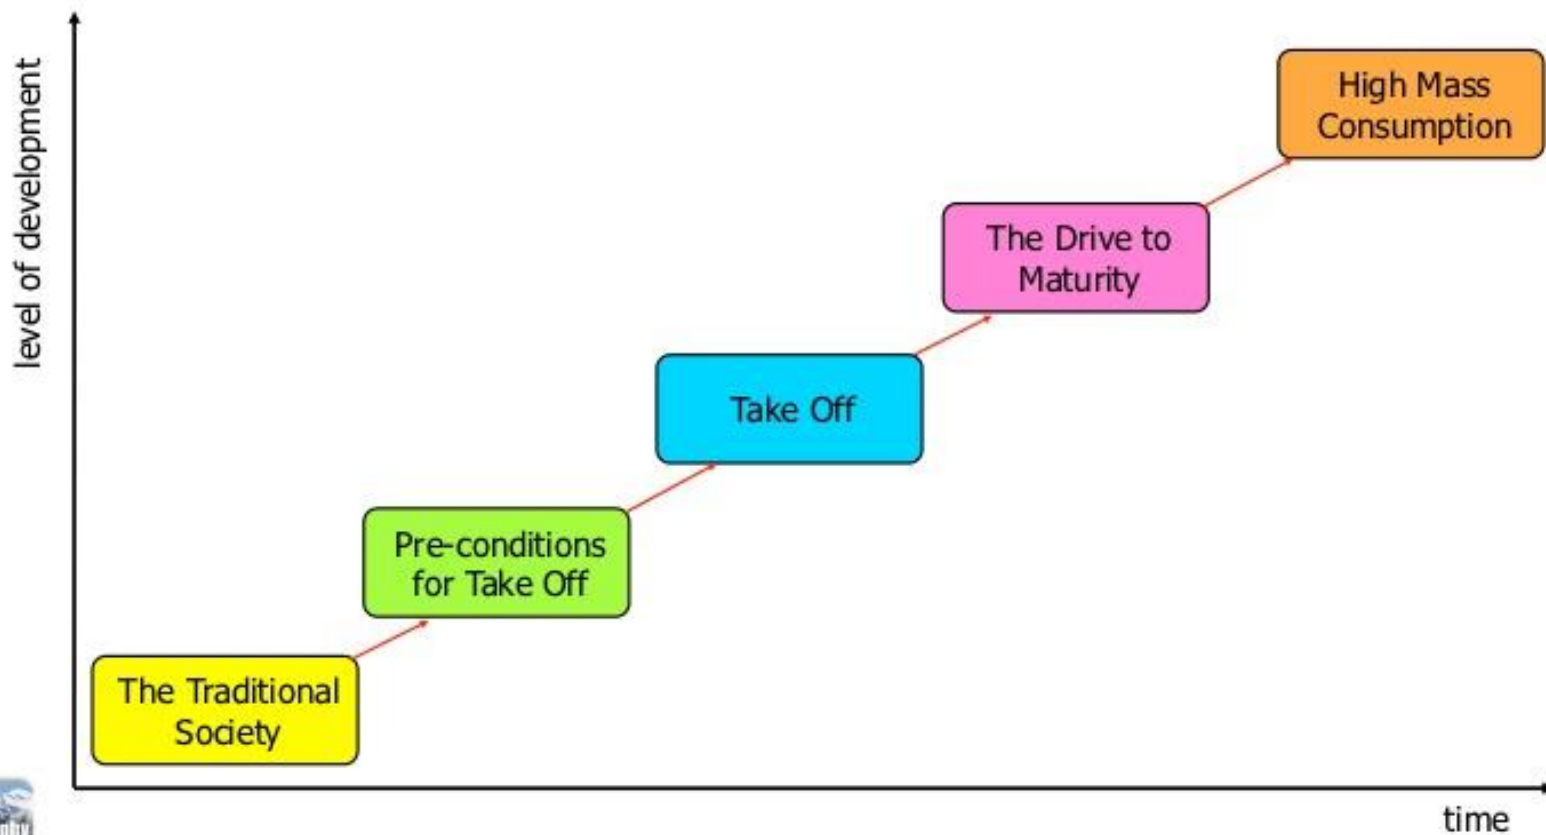 level of development
High Mass
Consumption
The Drive to
Maturity
Take Off
Pre-conditions
for Take Off
The Traditional
Society
time